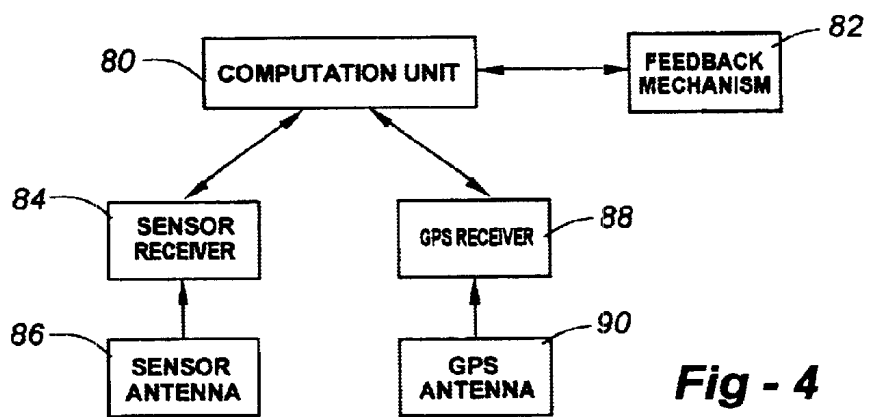 80
COMPUTATION UNIT
82
FEEDBACK
MECHANISM
84
SENSOR
RECEIVER
88
GPS RECEIVER
86
SENSOR
ANTENNA
90
GPS
ANTENNA
Fig - 4